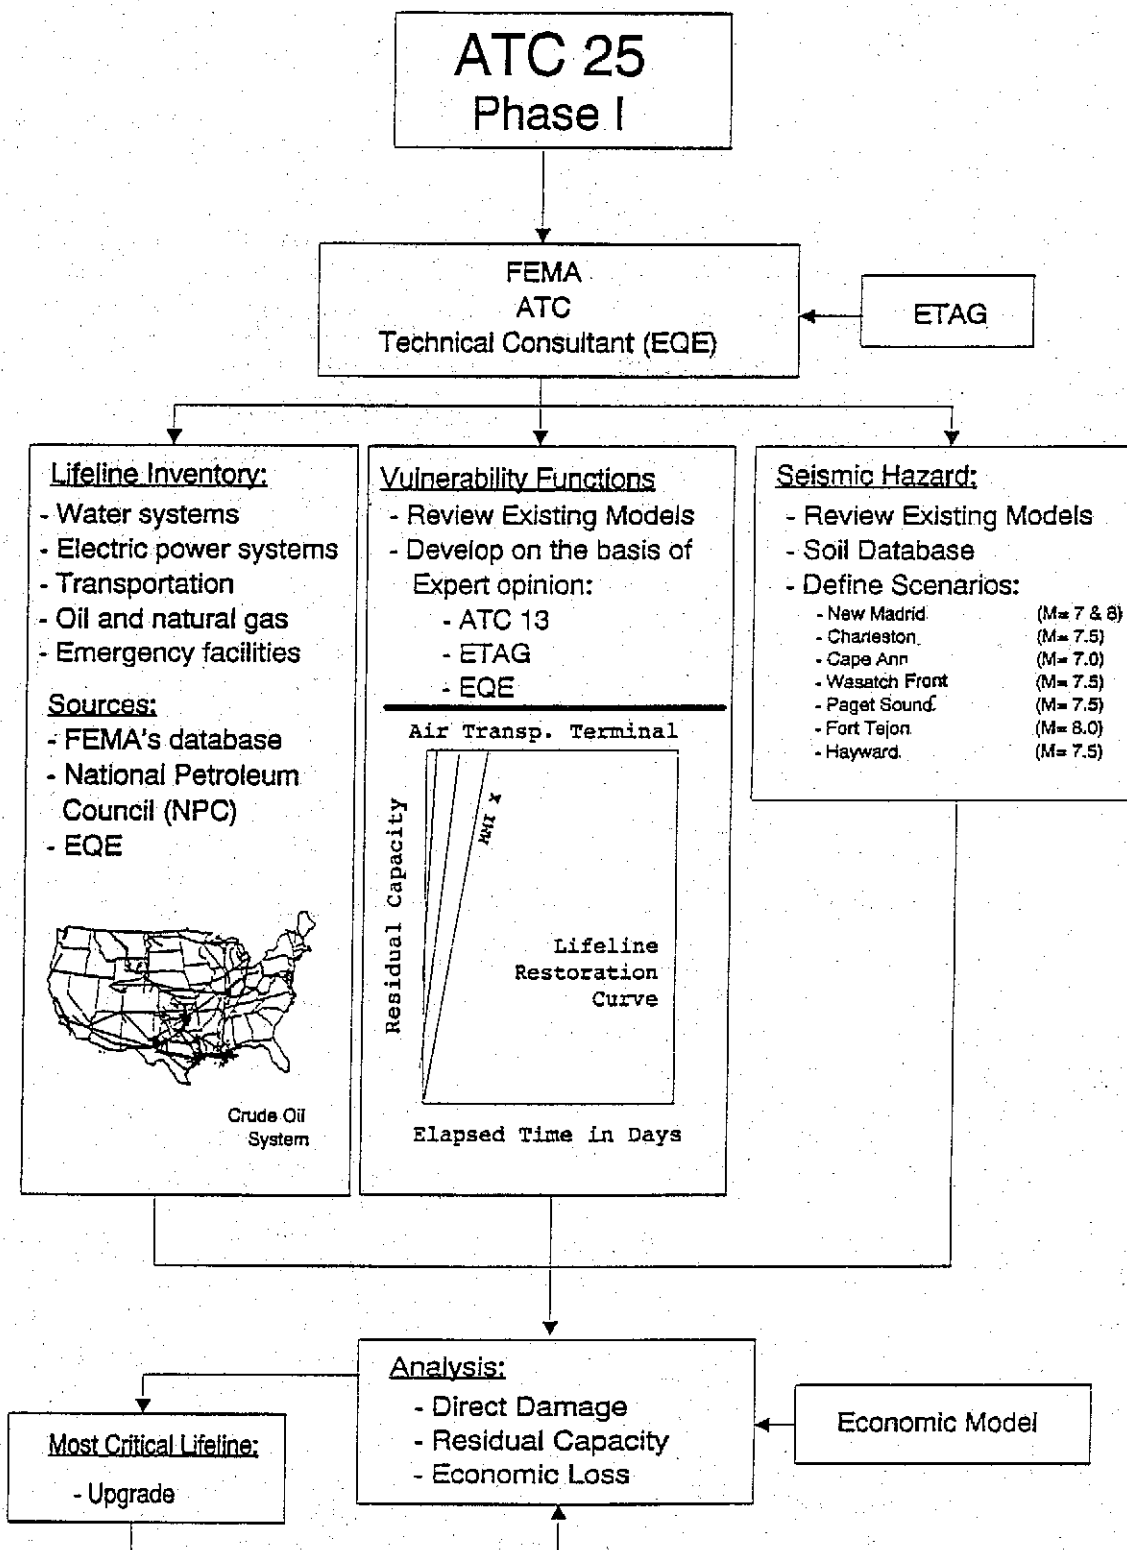 ATC 25
Phase I
FEMA
ATC
Technical Consultant (EQE)
ETAG
Lifeline Inventory:
- Water systems
- Electric power systems
- Transportation
- Oil and natural gas
- Emergency facilities
Sources:
- FEMA's database
- National Petroleum
Council (NPC)
- EQE
Crude Oil
System
Vulnerability Functions
- Review Existing Models
- Develop on the basis of
Expert opinion:
- ATC 13
- ETAG
- EQE
Air Transp. Terminal
Residual Capacity
MMI X
Lifeline
Restoration
Curve
Elapsed Time in Days
Seismic Hazard:
- Review Existing Models
- Soil Database
- Define Scenarios:
- New Madrid (M= 7 & 8)
- Charleston (M= 7.5)
- Cape Ann (M= 7.0)
- Wasatch Front (M= 7.5)
- Paget Sound (M= 7.5)
- Fort Tejon (M= 8.0)
- Hayward (M= 7.5)
Analysis:
- Direct Damage
- Residual Capacity
- Economic Loss
Economic Model
Most Critical Lifeline:
- Upgrade